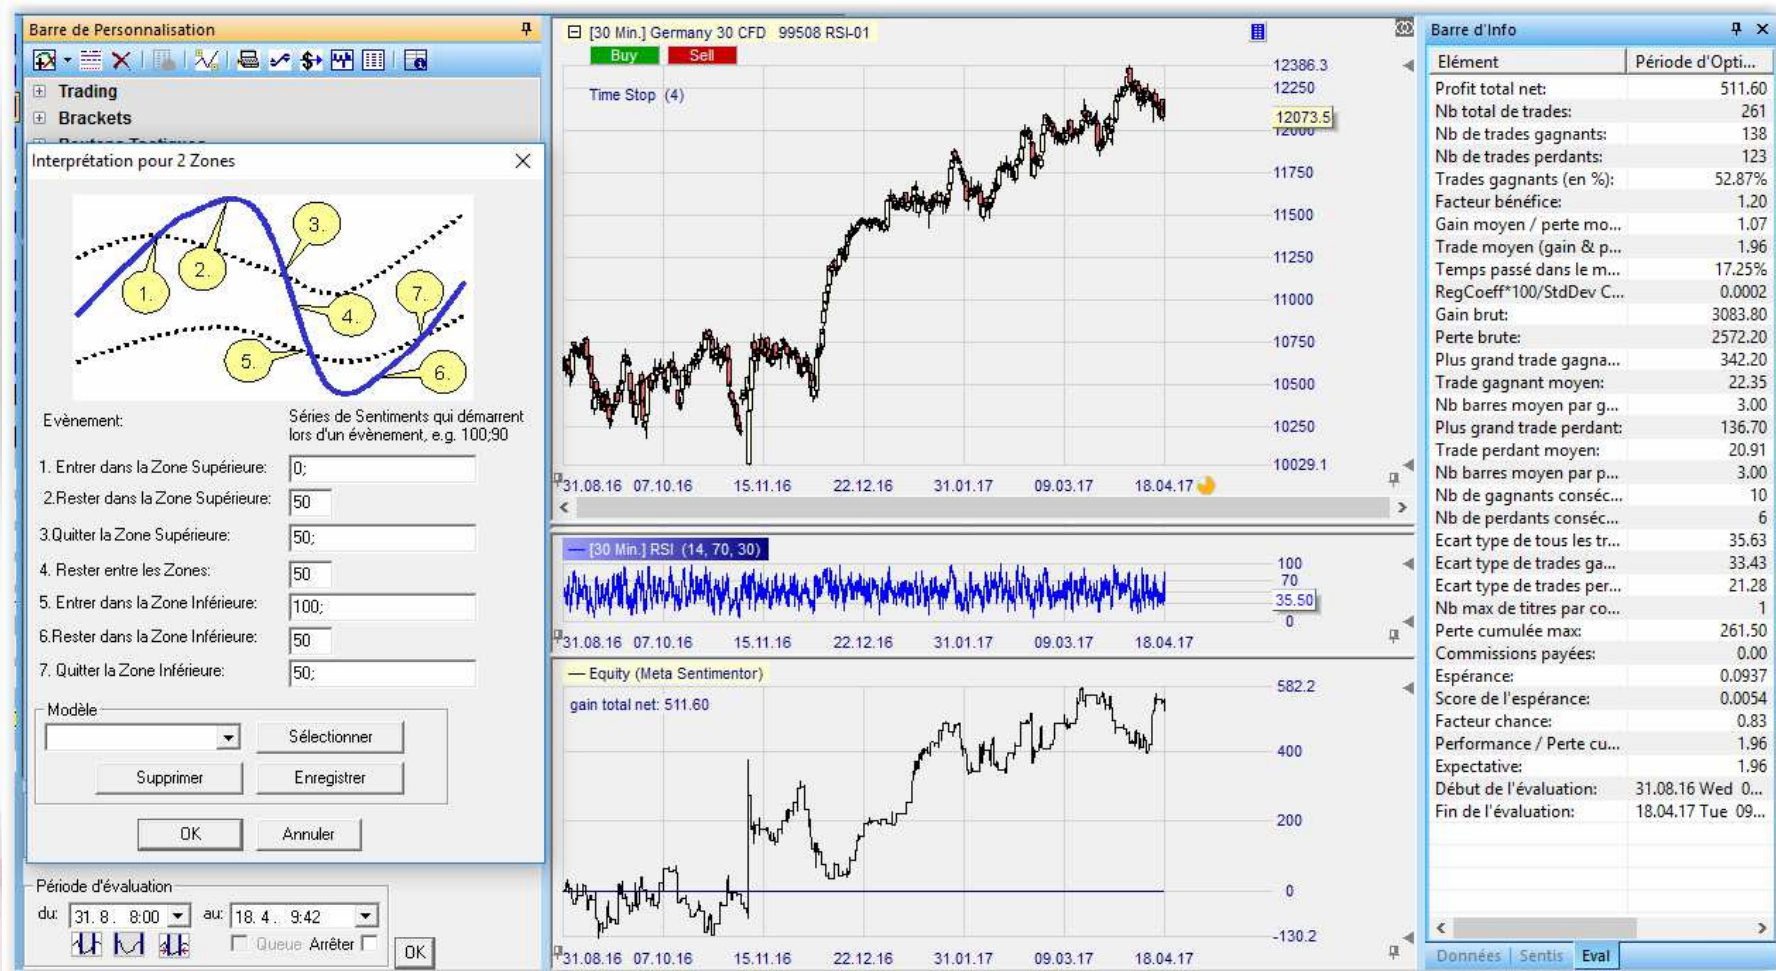 Barre de Personnalisation
Trading
Brackets
Interprétation pour 2 Zones
1.
2.
3.
4.
5.
6.
7.
Evènement:
Séries de Sentiments qui démarrent
lors d'un évènement, e.g. 100;90
1. Entrer dans la Zone Supérieure: 0;
2.Rester dans la Zone Supérieure: 50
3.Quitter la Zone Supérieure: 50;
4. Rester entre les Zones: 50
5. Entrer dans la Zone Inférieure: 100;
6.Rester dans la Zone Inférieure: 50
7. Quitter la Zone Inférieure: 50;
Modèle
Sélectionner
Supprimer
Enregistrer
OK
Annuler
Période d'évaluation
du: 31. 8. 8:00 au: 18. 4. 9:42
Queue Arrêter
OK
[30 Min.] Germany 30 CFD 99508 RSI-01
Buy Sell
Time Stop (4)
12386.3
12250
12073.5
12000
11750
11500
11250
11000
10750
10500
10250
10029.1
31.08.16 07.10.16 15.11.16 22.12.16 31.01.17 09.03.17 18.04.17
[30 Min.] RSI (14, 70, 30)
100
70
35.50
0
31.08.16 07.10.16 15.11.16 22.12.16 31.01.17 09.03.17 18.04.17
Equity (Meta Sentimentor)
gain total net: 511.60
582.2
400
200
0
-130.2
31.08.16 07.10.16 15.11.16 22.12.16 31.01.17 09.03.17 18.04.17
Barre d'Info
Elément Période d'Opti...
Profit total net: 511.60
Nb total de trades: 261
Nb de trades gagnants: 138
Nb de trades perdants: 123
Trades gagnants (en %): 52.87%
Facteur bénéfice: 1.20
Gain moyen / perte mo... 1.07
Trade moyen (gain & p... 1.96
Temps passé dans le m... 17.25%
RegCoeff*100/StdDev C... 0.0002
Gain brut: 3083.80
Perte brute: 2572.20
Plus grand trade gagna... 342.20
Trade gagnant moyen: 22.35
Nb barres moyen par g... 3.00
Plus grand trade perdant: 136.70
Trade perdant moyen: 20.91
Nb barres moyen par p... 3.00
Nb de gagnants conséc... 10
Nb de perdants conséc... 6
Ecart type de tous les tr... 35.63
Ecart type de trades ga... 33.43
Ecart type de trades per... 21.28
Nb max de titres par co... 1
Perte cumulée max: 261.50
Commissions payées: 0.00
Espérance: 0.0937
Score de l'espérance: 0.0054
Facteur chance: 0.83
Performance / Perte cu... 1.96
Expectative: 1.96
Début de l'évaluation: 31.08.16 Wed 0...
Fin de l'évaluation: 18.04.17 Tue 09...
Données Sentis Eval